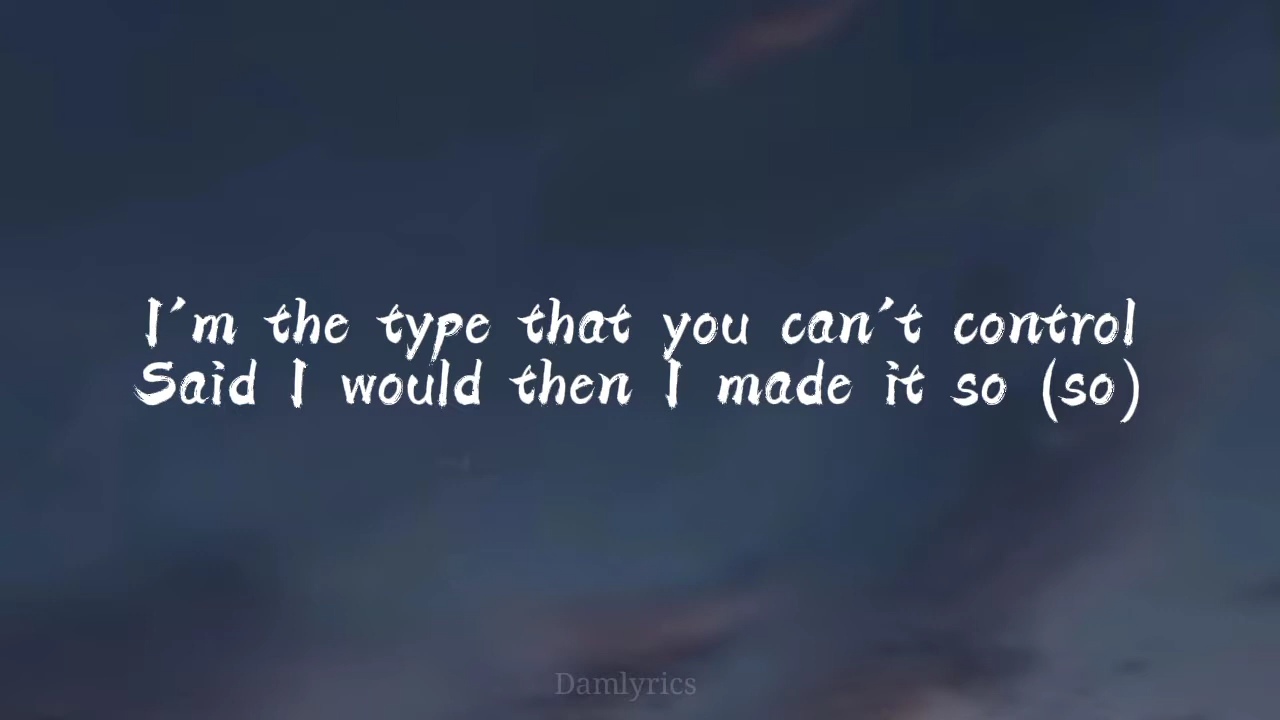 I'm the type that you can't control
Said I would then I made it so (so)
Damlyrics